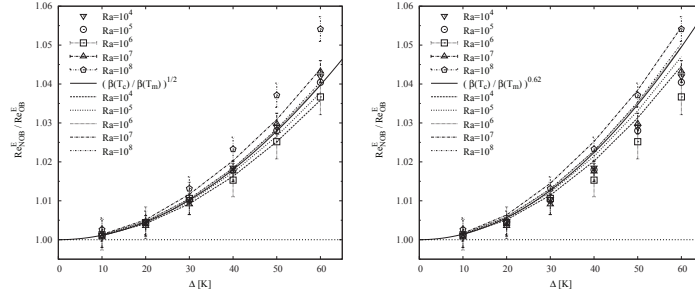 1.06
1.05
1.04
1.03
1.02
1.01
1.00
Re^E_NOB / Re^E_OB
Ra=10^4
Ra=10^5
Ra=10^6
Ra=10^7
Ra=10^8
( β(T_c) / β(T_m) )^1/2
Ra=10^4
Ra=10^5
Ra=10^6
Ra=10^7
Ra=10^8
0 10 20 30 40 50 60
Δ [K]
1.06
1.05
1.04
1.03
1.02
1.01
1.00
Re^E_NOB / Re^E_OB
Ra=10^4
Ra=10^5
Ra=10^6
Ra=10^7
Ra=10^8
( β(T_c) / β(T_m) )^0.62
Ra=10^4
Ra=10^5
Ra=10^6
Ra=10^7
Ra=10^8
0 10 20 30 40 50 60
Δ [K]